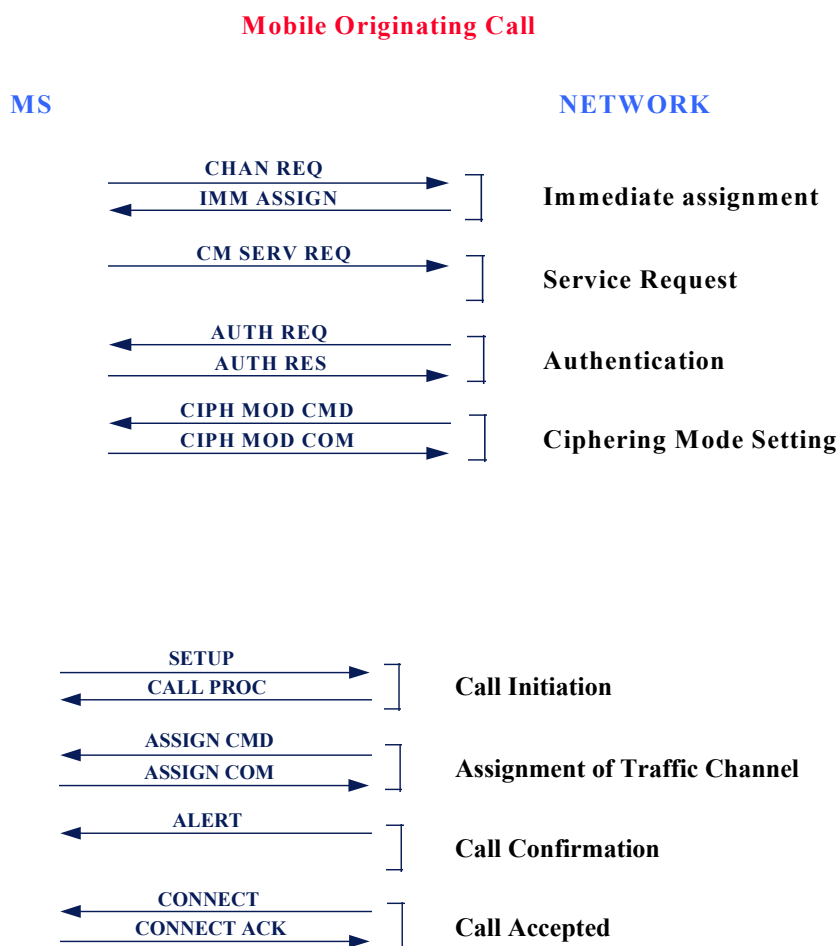 Mobile Originating Call
MS NETWORK
CHAN REQ
IMM ASSIGN
Immediate assignment
CM SERV REQ
Service Request
AUTH REQ
AUTH RES
Authentication
CIPH MOD CMD
CIPH MOD COM
Ciphering Mode Setting
SETUP
CALL PROC
Call Initiation
ASSIGN CMD
ASSIGN COM
Assignment of Traffic Channel
ALERT
Call Confirmation
CONNECT
CONNECT ACK
Call Accepted